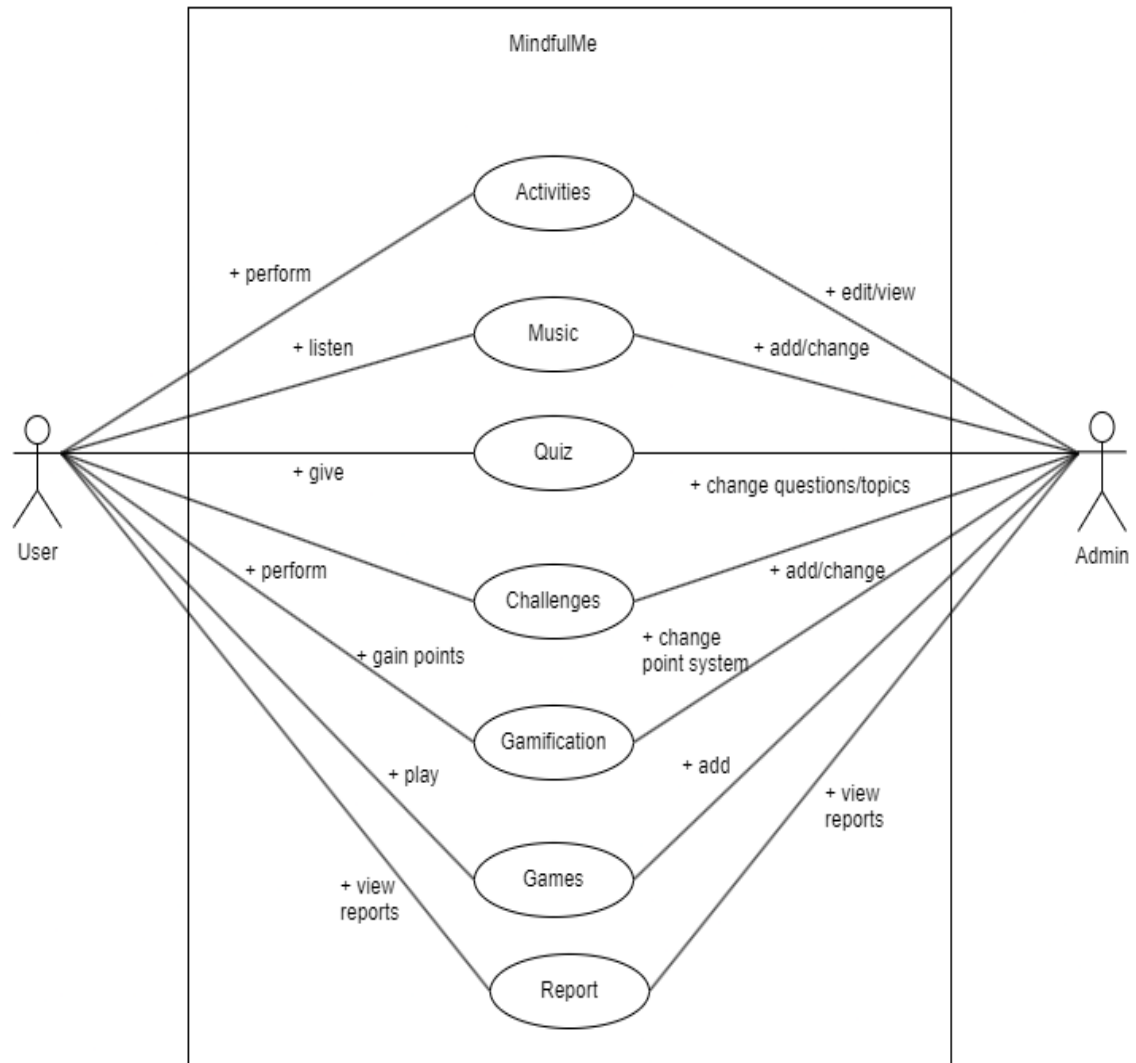 MindfulMe
Activities
+ perform
+ edit/view
Music
+ listen
+ add/change
Quiz
+ give
+ change questions/topics
User
Admin
+ perform
+ add/change
Challenges
+ gain points
+ change
point system
Gamification
+ play
+ add
+ view
reports
Games
+ view
reports
Report